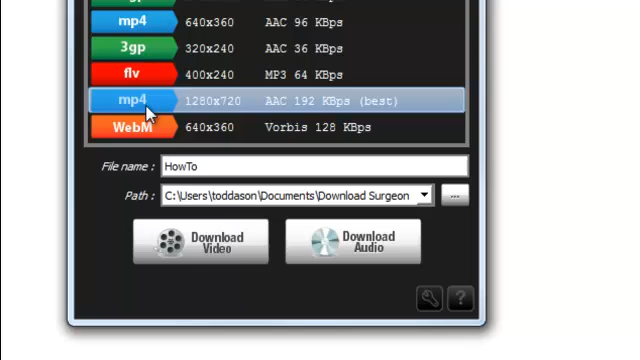 mp4 640x360 AAC 96 KBps
3gp 320x240 AAC 36 KBps
flv 400x240 MP3 64 KBps
mp4 1280x720 AAC 192 KBps (best)
WebM 640x360 Vorbis 128 KBps
File name : HowTo
Path : C:\Users\toddason\Documents\Download Surgeon ...
Download Video
Download Audio
?